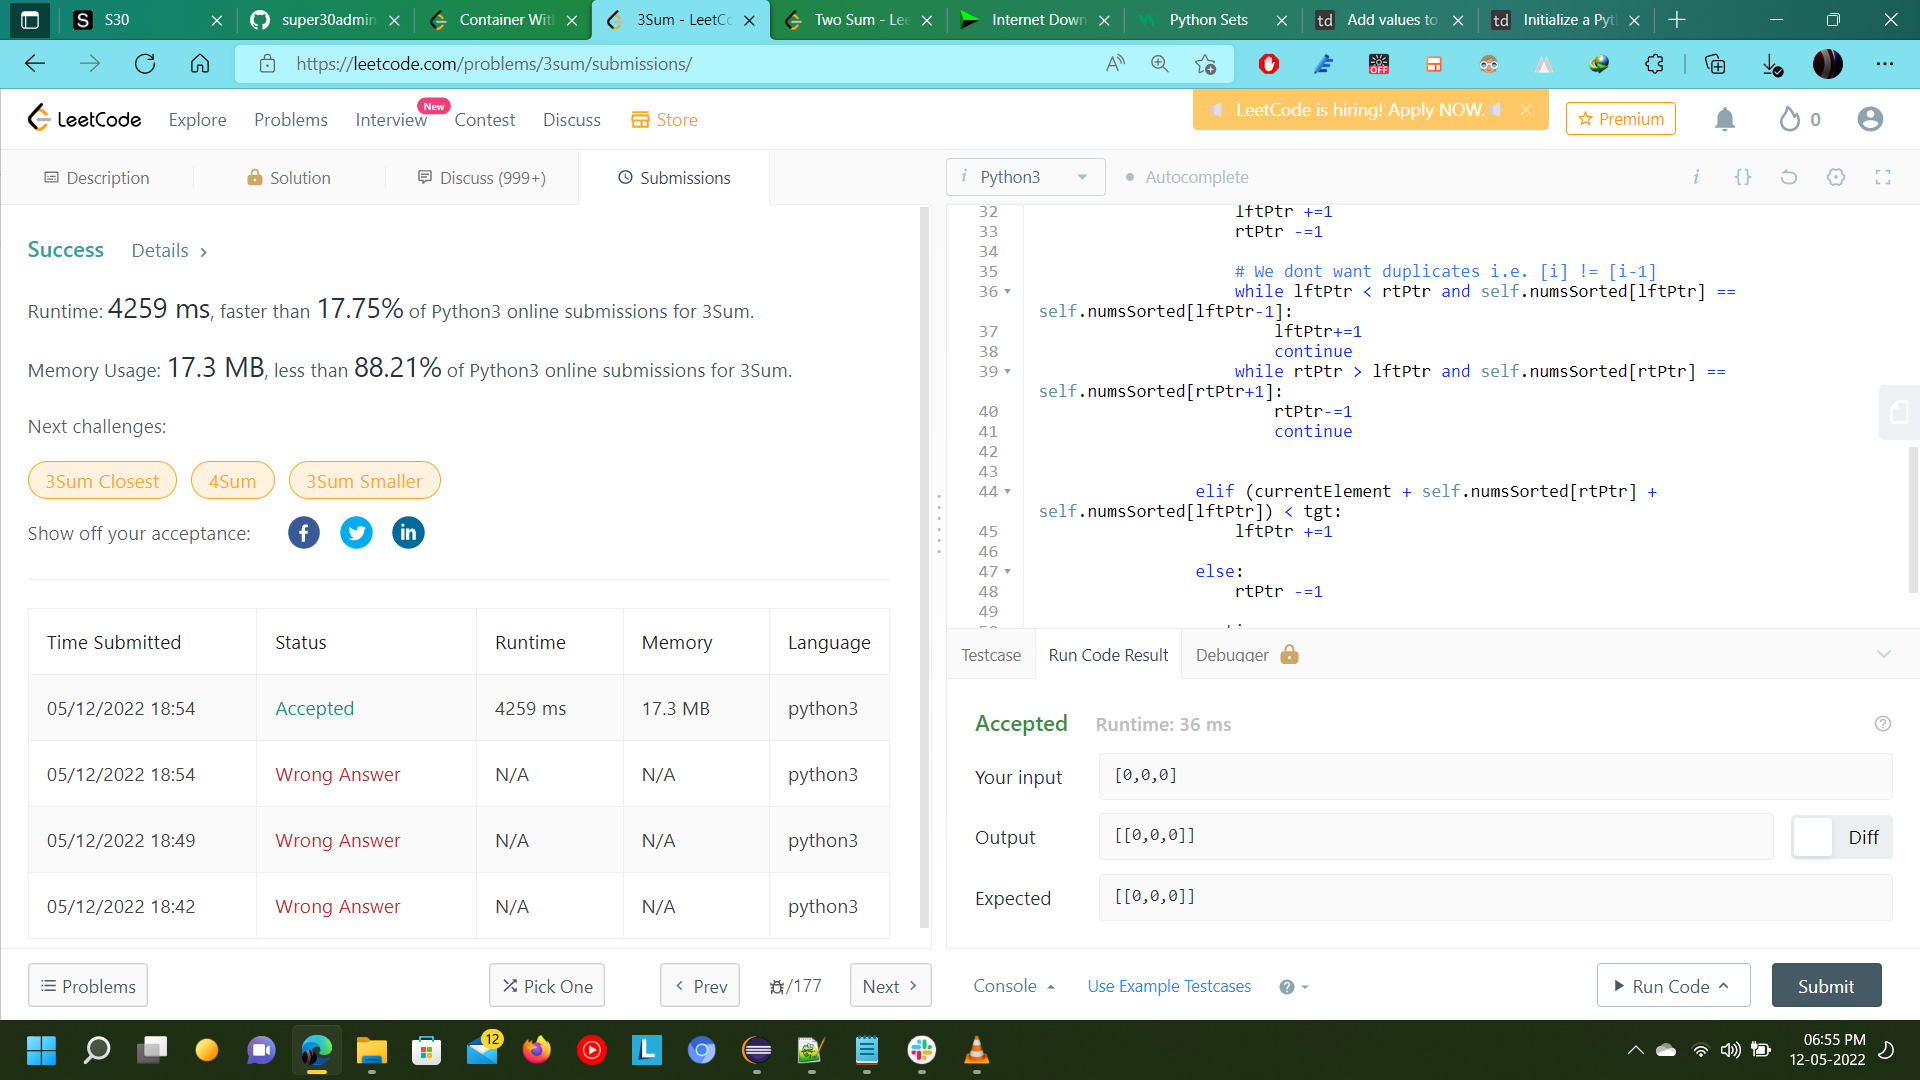 S30
super30admin
Container Wit
3Sum - LeetCo
Two Sum - Lee
Internet Down
Python Sets
Add values to
Initialize a Pyt
https://leetcode.com/problems/3sum/submissions/
OFF
LeetCode
Explore
Problems
Interview
New
Contest
Discuss
Store
LeetCode is hiring! Apply NOW.
Premium
0
Description
Solution
Discuss (999+)
Submissions
i Python3
Autocomplete
i {}
Success Details >
Runtime: 4259 ms, faster than 17.75% of Python3 online submissions for 3Sum.
Memory Usage: 17.3 MB, less than 88.21% of Python3 online submissions for 3Sum.
Next challenges:
3Sum Closest
4Sum
3Sum Smaller
Show off your acceptance:
Time Submitted Status Runtime Memory Language
05/12/2022 18:54 Accepted 4259 ms 17.3 MB python3
05/12/2022 18:54 Wrong Answer N/A N/A python3
05/12/2022 18:49 Wrong Answer N/A N/A python3
05/12/2022 18:42 Wrong Answer N/A N/A python3
32 lftPtr +=1
33 rtPtr -=1
34
35 # We dont want duplicates i.e. [i] != [i-1]
36 while lftPtr < rtPtr and self.numsSorted[lftPtr] ==
self.numsSorted[lftPtr-1]:
37 lftPtr+=1
38 continue
39 while rtPtr > lftPtr and self.numsSorted[rtPtr] ==
self.numsSorted[rtPtr+1]:
40 rtPtr-=1
41 continue
42
43
44 elif (currentElement + self.numsSorted[rtPtr] +
self.numsSorted[lftPtr]) < tgt:
45 lftPtr +=1
46
47 else:
48 rtPtr -=1
49
Testcase
Run Code Result
Debugger
Accepted Runtime: 36 ms
Your input [0,0,0]
Output [[0,0,0]]
Diff
Expected [[0,0,0]]
Problems
Pick One
< Prev
/177
Next >
Console
Use Example Testcases
Run Code
Submit
12
L
06:55 PM
12-05-2022